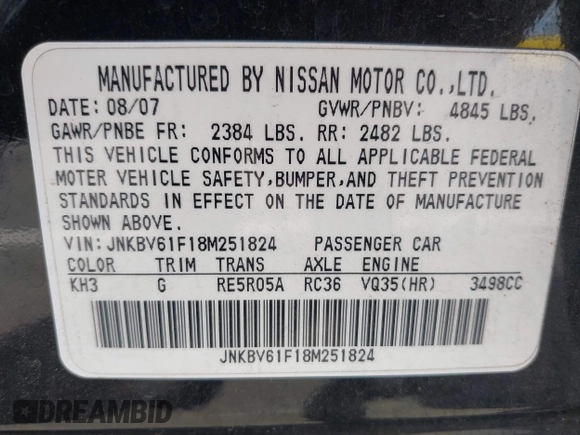 MANUFACTURED BY NISSAN MOTOR CO.,LTD.
DATE: 08/07 GVWR/PNBV: 4845 LBS.
GAWR/PNBE FR: 2384 LBS. RR: 2482 LBS.
THIS VEHICLE CONFORMS TO ALL APPLICABLE FEDERAL
MOTER VEHICLE SAFETY,BUMPER,AND THEFT PREVENTION
STANDARDS IN EFFECT ON THE DATE OF MANUFACTURE
SHOWN ABOVE.
VIN: JNKBV61F18M251824 PASSENGER CAR
COLOR TRIM TRANS AXLE ENGINE
KH3 G RE5R05A RC36 VQ35(HR) 3498CC
JNKBV61F18M251824
DREAMBID